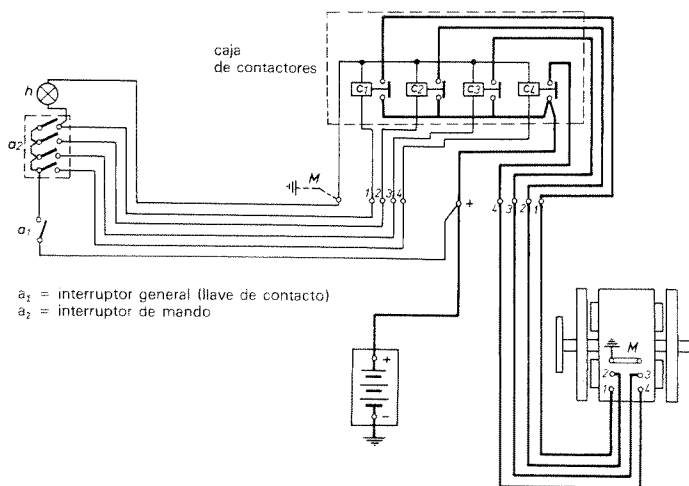 caja
de contactores
h
c1
c2
c3
c4
a₂
M
1 2 3 4
+
4 3 2 1
a₁
a₁ = interruptor general (llave de contacto)
a₂ = interruptor de mando
+
-
M
2 3
1 4